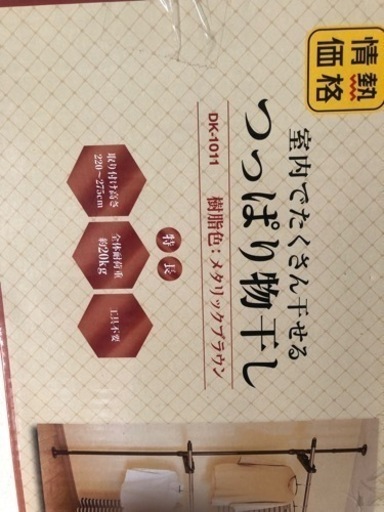 情熱
価格
室内でたくさん干せる
つっぱり物干し
DK-1011 樹脂色:メタリックブラウン
特長
取り付け高さ
220~275cm
全体耐荷重
約20kg
工具不要